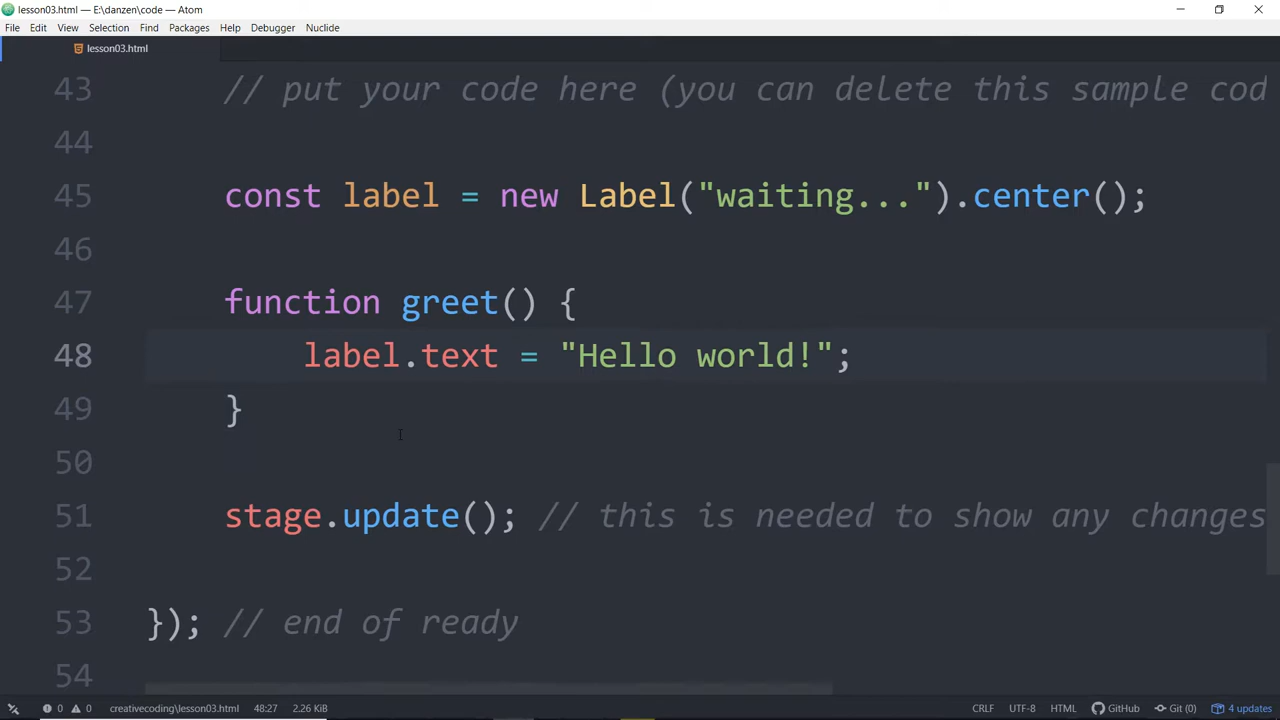 lesson03.html — E:\danzen\code — Atom
File Edit View Selection Find Packages Help Debugger Nuclide
lesson03.html
43 // put your code here (you can delete this sample cod
44
45 const label = new Label("waiting...").center();
46
47 function greet() {
48 label.text = "Hello world!";
49 }
50
51 stage.update(); // this is needed to show any changes
52
53 }); // end of ready
54
0 0 creativecoding\lesson03.html 48:27 2.26 KiB CRLF UTF-8 HTML GitHub Git (0) 4 updates